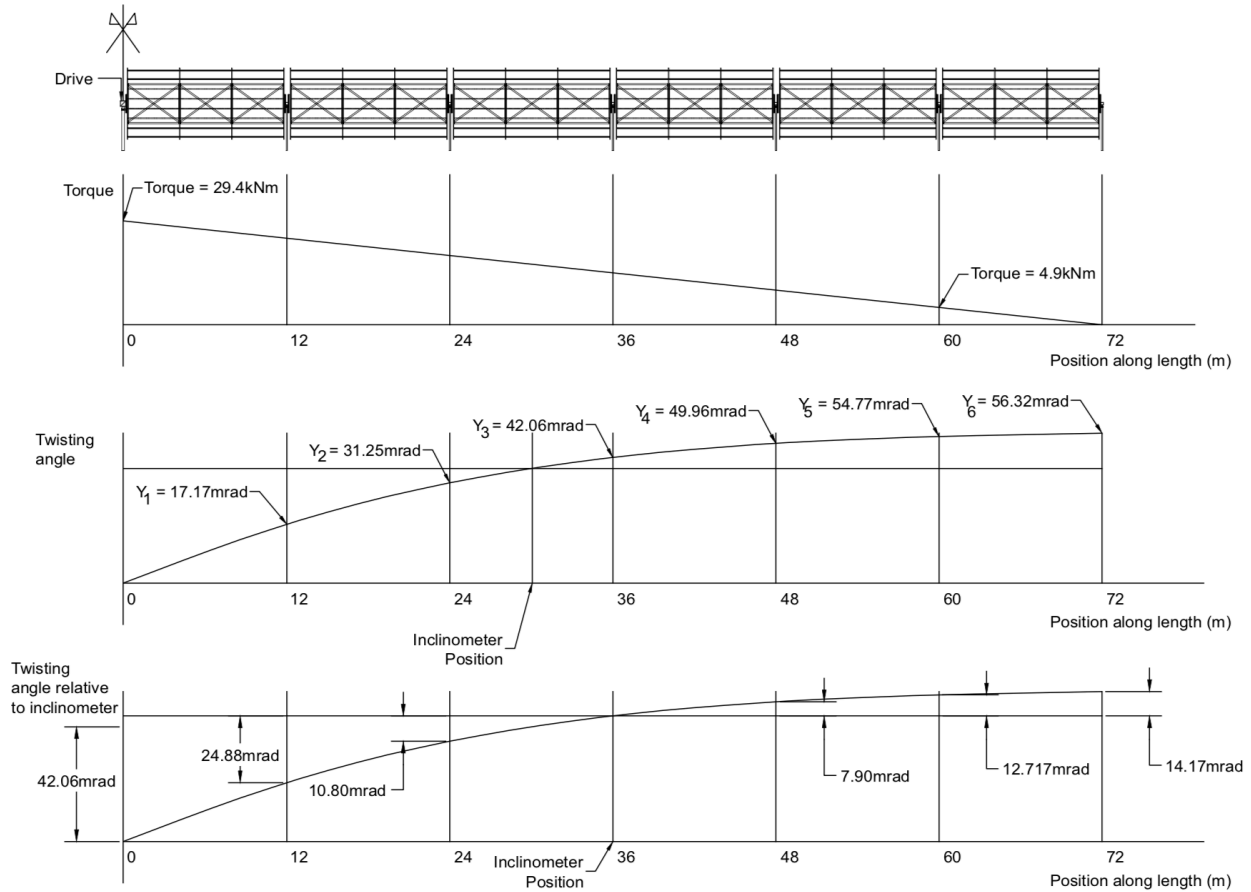 Drive
Torque
Torque = 29.4kNm
Torque = 4.9kNm
0 12 24 36 48 60 72
Position along length (m)
Twisting
angle
Y1 = 17.17mrad
Y2 = 31.25mrad
Y3 = 42.06mrad
Y4 = 49.96mrad
Y5 = 54.77mrad
Y6 = 56.32mrad
0 12 24 36 48 60 72
Position along length (m)
Inclinometer
Position
Twisting
angle relative
to inclinometer
42.06mrad
24.88mrad
10.80mrad
7.90mrad
12.717mrad
14.17mrad
0 12 24 36 48 60 72
Inclinometer
Position
Position along length (m)